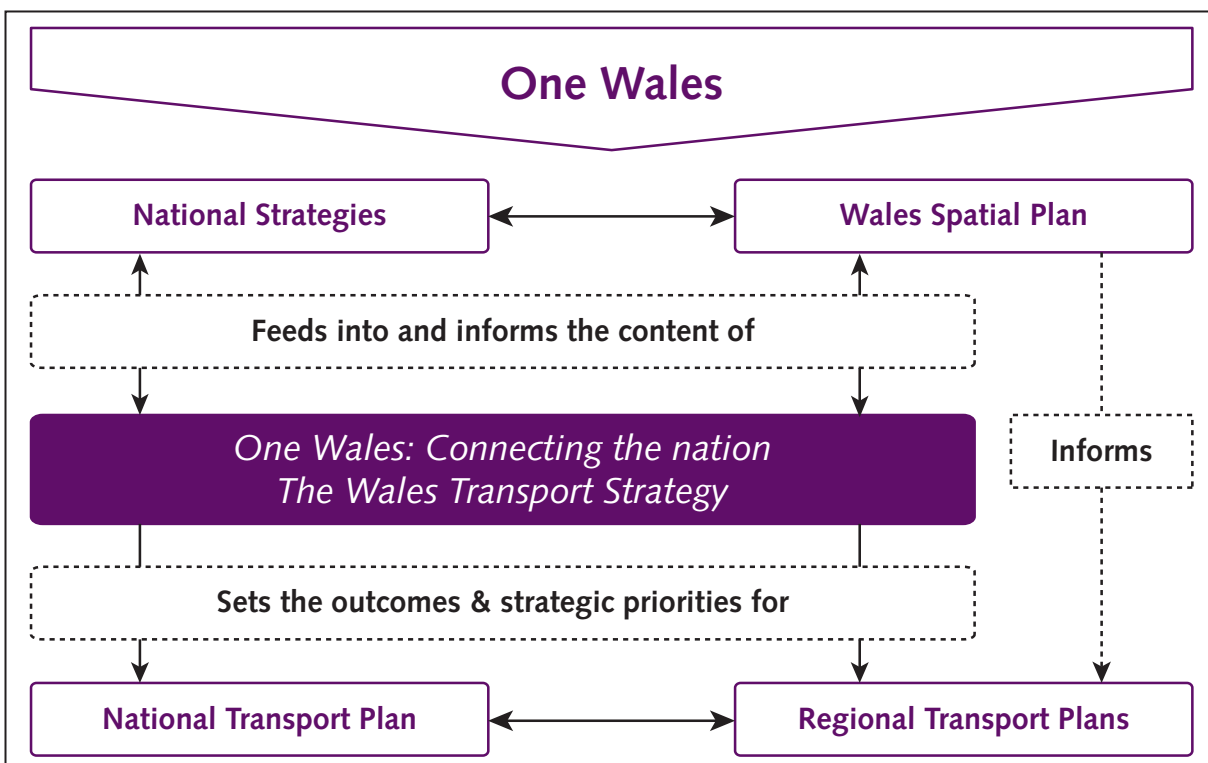 One Wales
National Strategies
Wales Spatial Plan
Feeds into and informs the content of
One Wales: Connecting the nation
The Wales Transport Strategy
Informs
Sets the outcomes & strategic priorities for
National Transport Plan
Regional Transport Plans